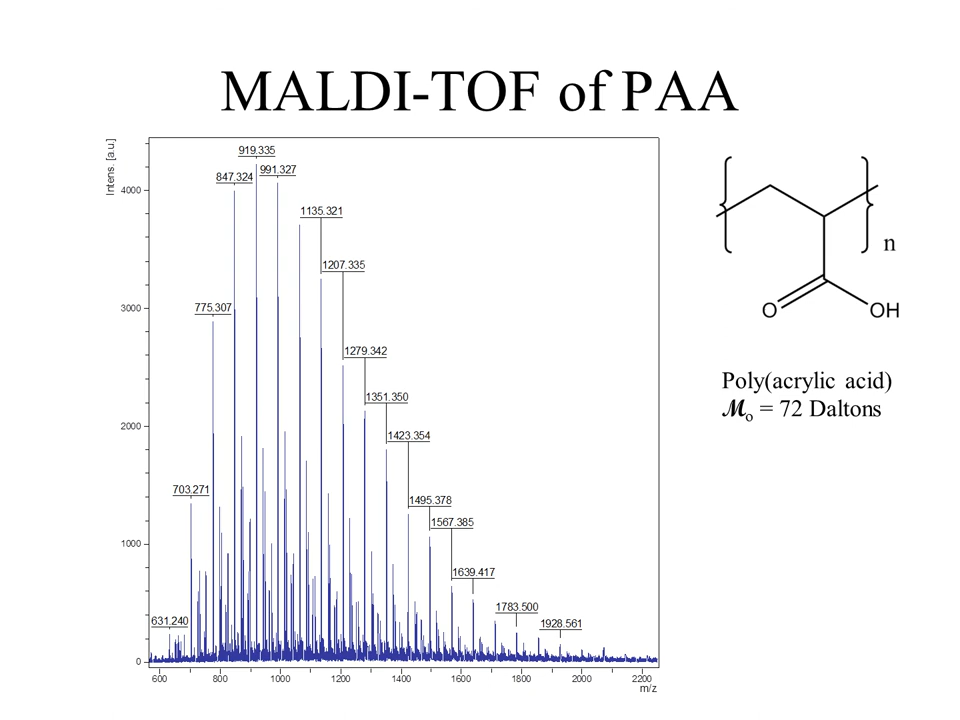 MALDI-TOF of PAA
Intens. [a.u.]
919.335
991.327
847.324
1135.321
1207.335
775.307
1279.342
1351.350
1423.354
703.271
1495.378
1567.385
1639.417
1783.500
1928.561
631.240
4000
3000
2000
1000
0
600 800 1000 1200 1400 1600 1800 2000 2200
m/z
n
O OH
Poly(acrylic acid)
ℳo = 72 Daltons